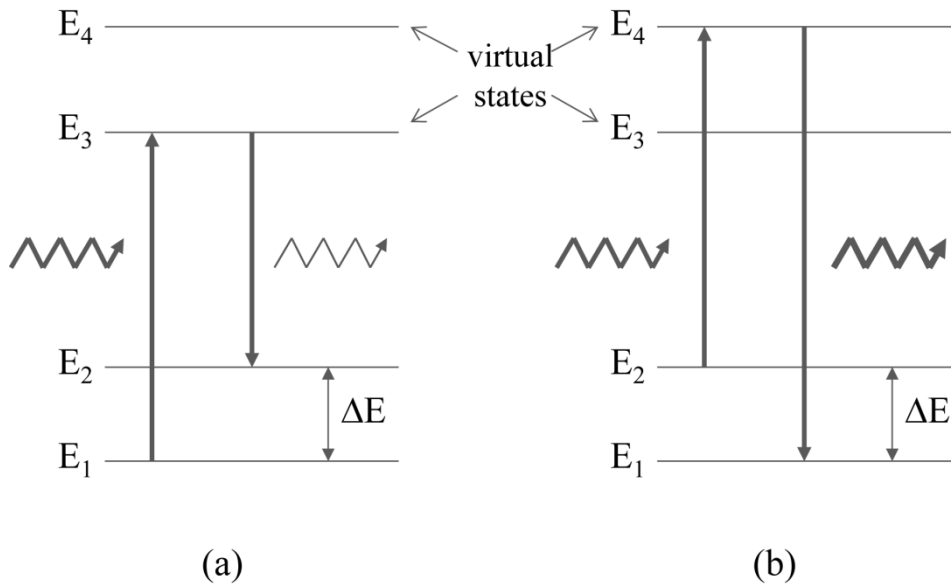 E₄
E₃
E₂
ΔE
E₁
(a)
virtual
states
E₄
E₃
E₂
ΔE
E₁
(b)